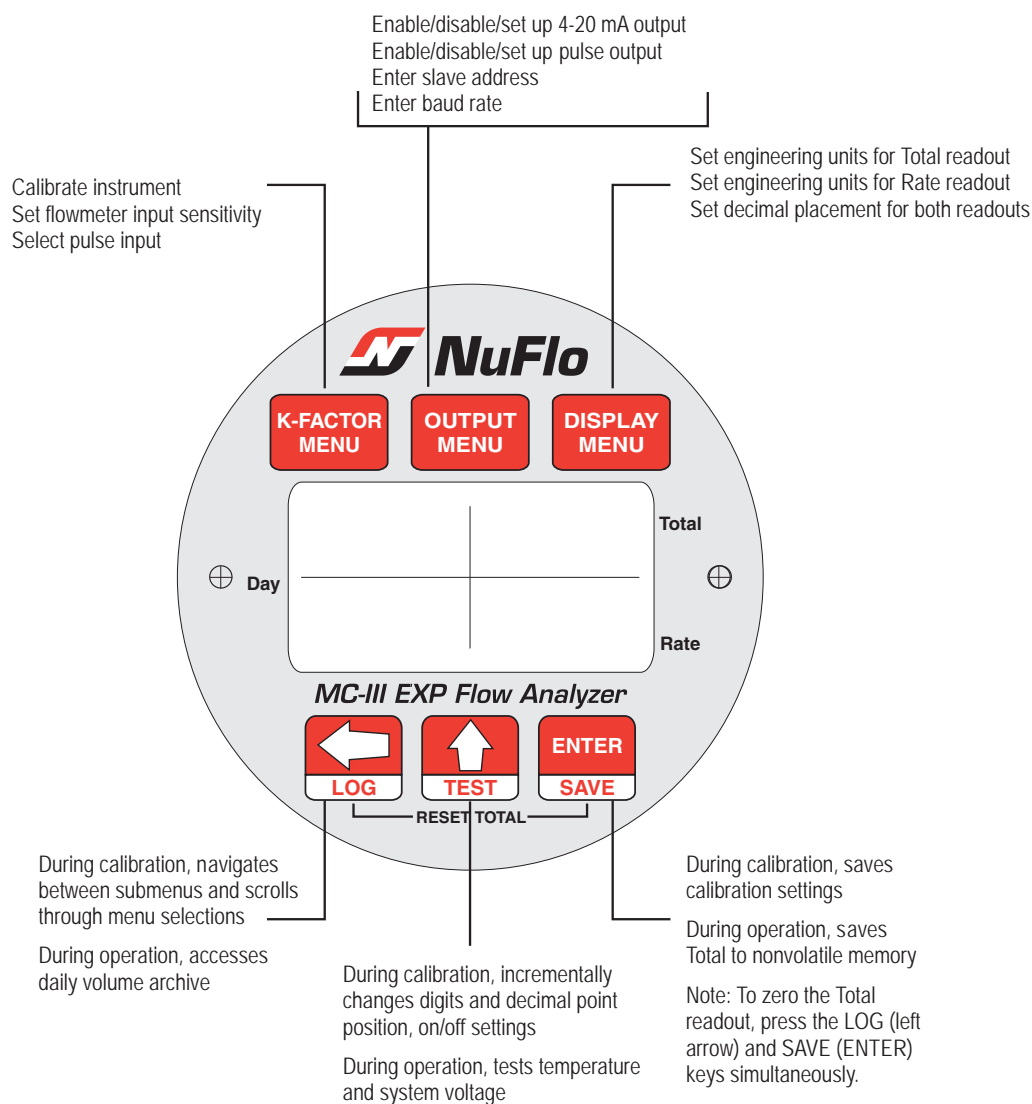 Enable/disable/set up 4-20 mA output
Enable/disable/set up pulse output
Enter slave address
Enter baud rate
Set engineering units for Total readout
Set engineering units for Rate readout
Set decimal placement for both readouts
Calibrate instrument
Set flowmeter input sensitivity
Select pulse input
N NuFlo
K-FACTOR
MENU
OUTPUT
MENU
DISPLAY
MENU
Total
Day
Rate
MC-III EXP Flow Analyzer
ENTER
LOG
TEST
SAVE
RESET TOTAL
During calibration, navigates
between submenus and scrolls
through menu selections
During operation, accesses
daily volume archive
During calibration, incrementally
changes digits and decimal point
position, on/off settings
During operation, tests temperature
and system voltage
During calibration, saves
calibration settings
During operation, saves
Total to nonvolatile memory
Note: To zero the Total
readout, press the LOG (left
arrow) and SAVE (ENTER)
keys simultaneously.